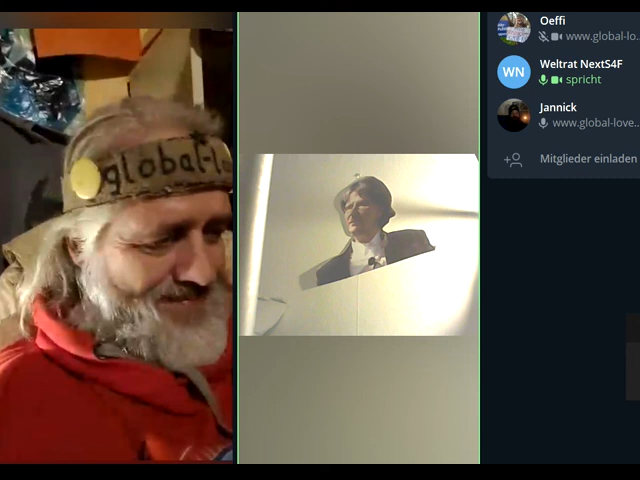 global-l
Oeffi
www.global-lo..
WN
Weltrat NextS4F
spricht
Jannick
www.global-love..
Mitglieder einladen